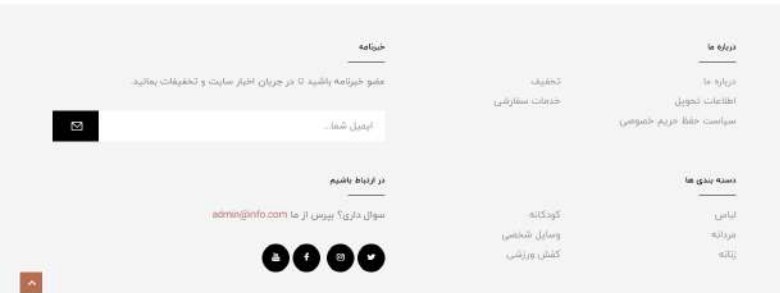 درباره ما
درباره ما
اطلاعات تحویل
سیاست حفظ حریم خصوصی
تخفیف
خدمات سفارشی
خبرنامه
عضو خبرنامه باشید تا در جریان اخبار سایت و تخفیفات بمانید.
ایمیل شما...
دسته بندی ها
لباس
مردانه
زنانه
کودکانه
وسایل شخصی
کفش ورزشی
در ارتباط باشیم
سوال داری؟ بپرس از ما admin@info.com